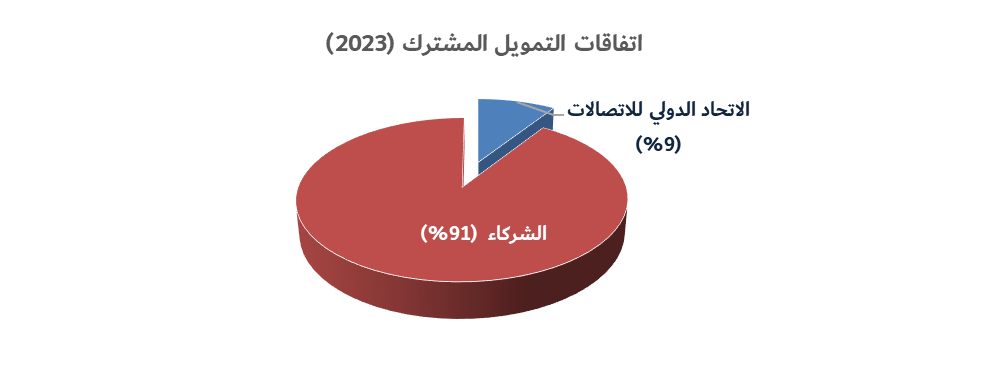 اتفاقات التمويل المشترك (2023)
الاتحاد الدولي للاتصالات
(%9)
الشركاء (%91)